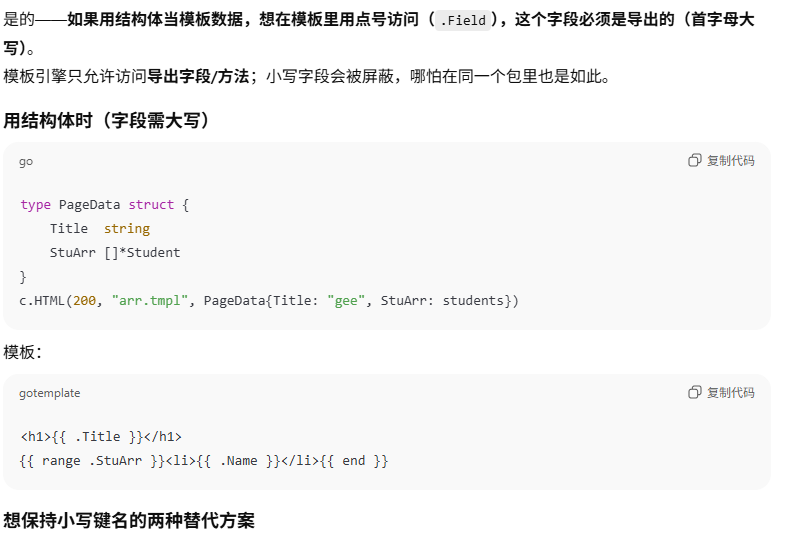 是的——如果用结构体当模板数据，想在模板里用点号访问（.Field），这个字段必须是导出的（首字母大
写）。
模板引擎只允许访问导出字段/方法；小写字段会被屏蔽，哪怕在同一个包里也是如此。
用结构体时（字段需大写）
go 复制代码
type PageData struct {
    Title  string
    StuArr []*Student
}
c.HTML(200, "arr.tmpl", PageData{Title: "gee", StuArr: students})
模板：
gotemplate 复制代码
<h1>{{ .Title }}</h1>
{{ range .StuArr }}<li>{{ .Name }}</li>{{ end }}
想保持小写键名的两种替代方案